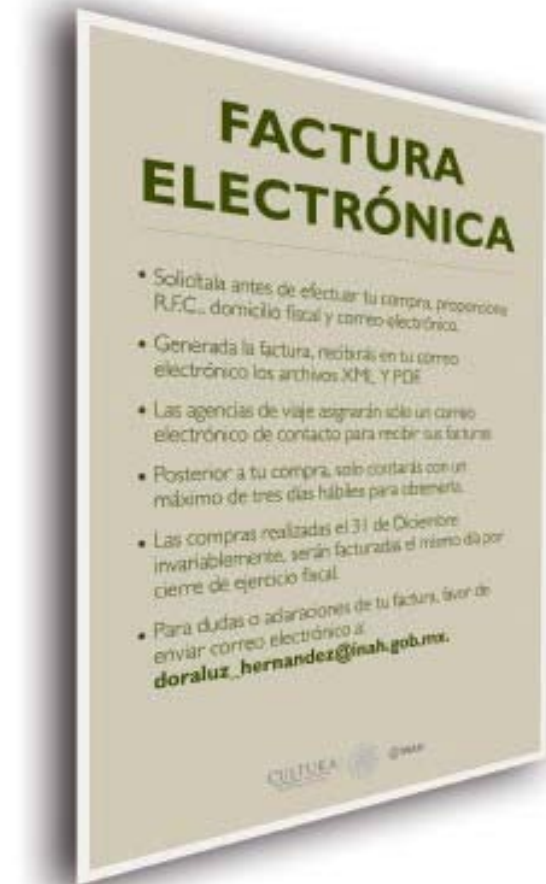 FACTURA
ELECTRÓNICA
• Solicítala antes de efectuar tu compra, proporciona
R.F.C., domicilio fiscal y correo electrónico.
• Generada la factura, recibirás en tu correo
electrónico los archivos XML Y PDF.
• Las agencias de viaje asignarán sólo un correo
electrónico de contacto para recibir sus facturas
• Posterior a tu compra, solo contarás con un
máximo de tres días hábiles para obtenerla.
• Las compras realizadas el 31 de Diciembre
invariablemente, serán facturadas el mismo día por
cierre de ejercicio fiscal.
• Para dudas o aclaraciones de tu factura, favor de
enviar correo electrónico a:
doraluz_hernandez@inah.gob.mx.
CULTURA INAH